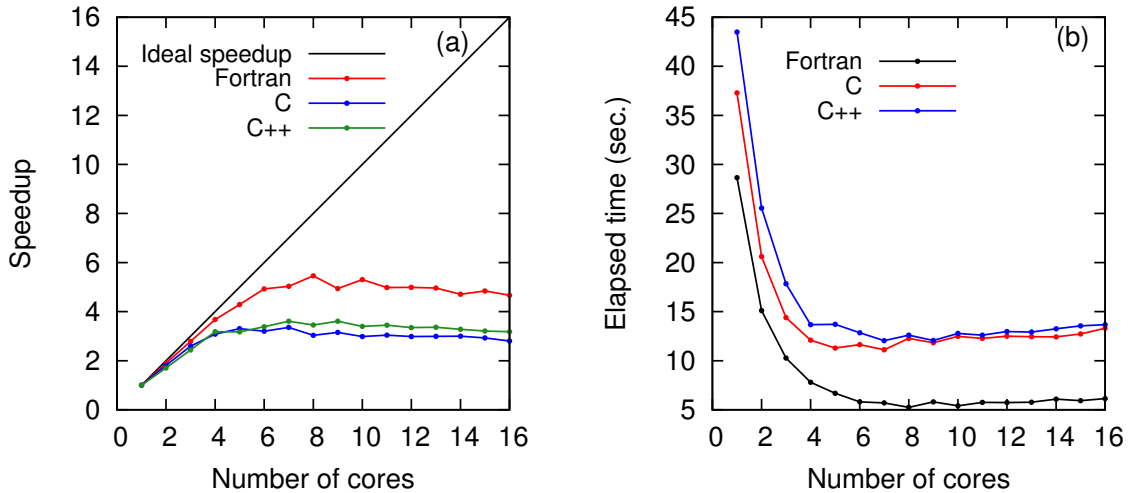 (a)
Ideal speedup
Fortran
C
C++
Speedup
16
14
12
10
8
6
4
2
0
0 2 4 6 8 10 12 14 16
Number of cores
(b)
Fortran
C
C++
Elapsed time (sec.)
45
40
35
30
25
20
15
10
5
0 2 4 6 8 10 12 14 16
Number of cores